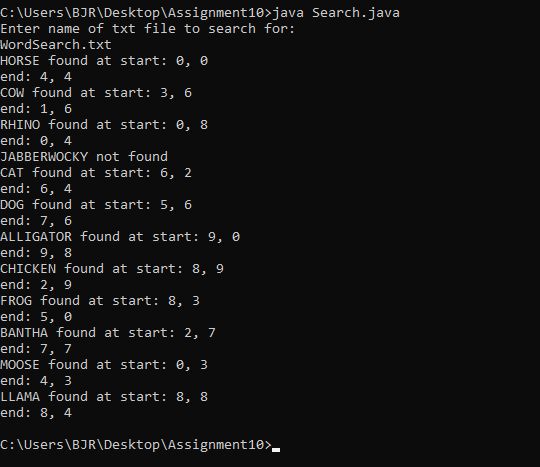 C:\Users\BJR\Desktop\Assignment10>java Search.java
Enter name of txt file to search for:
WordSearch.txt
HORSE found at start: 0, 0
end: 4, 4
COW found at start: 3, 6
end: 1, 6
RHINO found at start: 0, 8
end: 0, 4
JABBERWOCKY not found
CAT found at start: 6, 2
end: 6, 4
DOG found at start: 5, 6
end: 7, 6
ALLIGATOR found at start: 9, 0
end: 9, 8
CHICKEN found at start: 8, 9
end: 2, 9
FROG found at start: 8, 3
end: 5, 0
BANTHA found at start: 2, 7
end: 7, 7
MOOSE found at start: 0, 3
end: 4, 3
LLAMA found at start: 8, 8
end: 8, 4
C:\Users\BJR\Desktop\Assignment10>